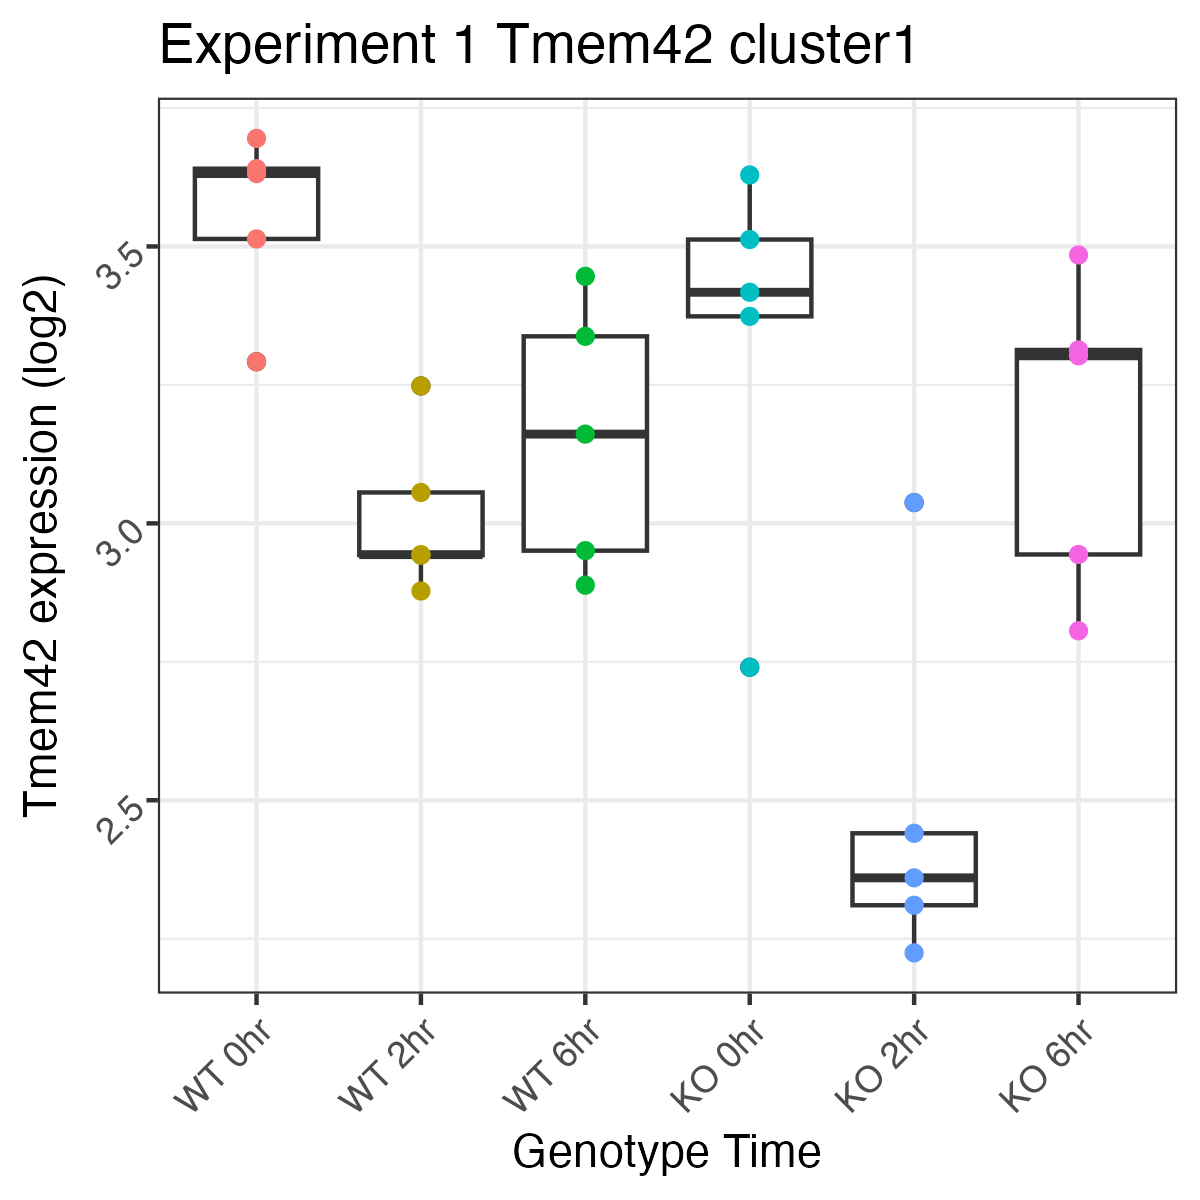 Experiment 1 Tmem42 cluster1
Tmem42 expression (log2)
3.5
3.0
2.5
WT 0hr
WT 2hr
WT 6hr
KO 0hr
KO 2hr
KO 6hr
Genotype Time